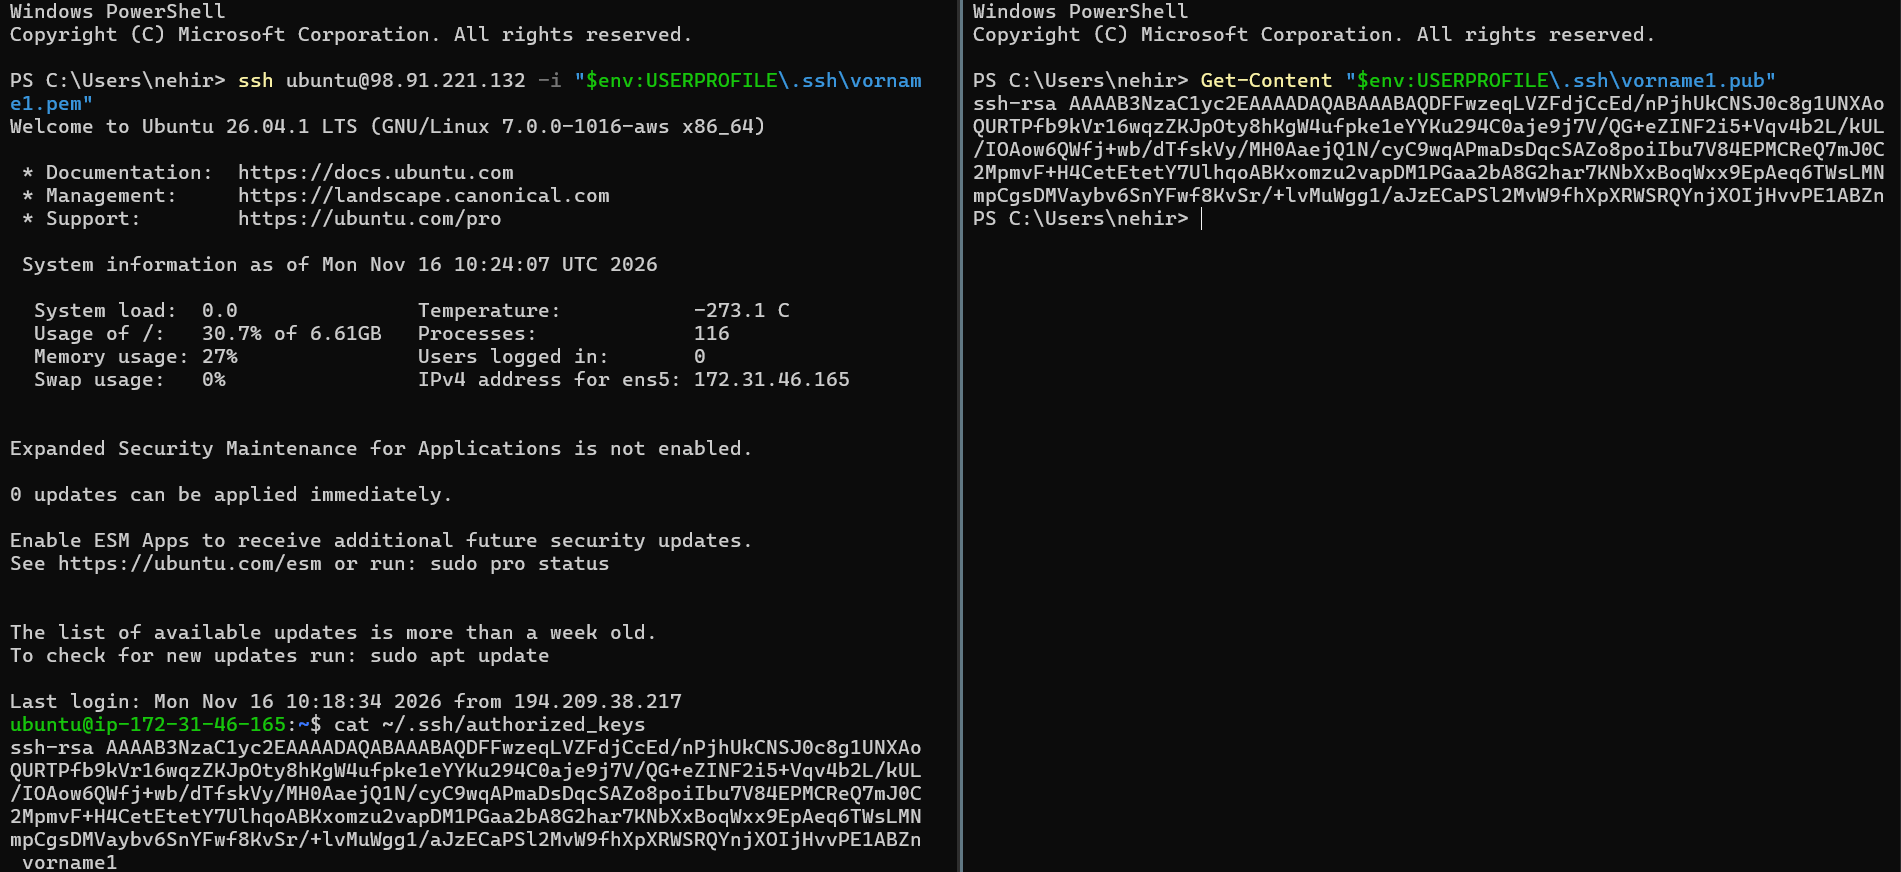 Windows PowerShell
Copyright (C) Microsoft Corporation. All rights reserved.
PS C:\Users\nehir> ssh ubuntu@98.91.221.132 -i "$env:USERPROFILE\.ssh\vornam
e1.pem"
Welcome to Ubuntu 26.04.1 LTS (GNU/Linux 7.0.0-1016-aws x86_64)
* Documentation:  https://docs.ubuntu.com
* Management:     https://landscape.canonical.com
* Support:        https://ubuntu.com/pro
System information as of Mon Nov 16 10:24:07 UTC 2026
System load:  0.0               Temperature:           -273.1 C
Usage of /:   30.7% of 6.61GB   Processes:             116
Memory usage: 27%               Users logged in:       0
Swap usage:   0%                IPv4 address for ens5: 172.31.46.165
Expanded Security Maintenance for Applications is not enabled.
0 updates can be applied immediately.
Enable ESM Apps to receive additional future security updates.
See https://ubuntu.com/esm or run: sudo pro status
The list of available updates is more than a week old.
To check for new updates run: sudo apt update
Last login: Mon Nov 16 10:18:34 2026 from 194.209.38.217
ubuntu@ip-172-31-46-165:~$ cat ~/.ssh/authorized_keys
ssh-rsa AAAAB3NzaC1yc2EAAAADAQABAAABAQDFFwzeqLVZFdjCcEd/nPjhUkCNSJ0c8g1UNXAo
QURTPfb9kVr16wqzZKJpOty8hKgW4ufpke1eYYKu294C0aje9j7V/QG+eZINF2i5+Vqv4b2L/kUL
/IOAow6QWfj+wb/dTfskVy/MH0AaejQ1N/cyC9wqAPmaDsDqcSAZo8poiIbu7V84EPMCReQ7mJ0C
2MpmvF+H4CetEtetY7UlhqoABKxomzu2vapDM1PGaa2bA8G2har7KNbXxBoqWxx9EpAeq6TWsLMN
mpCgsDMVaybv6SnYFwf8KvSr/+lvMuWgg1/aJzECaPSl2MvW9fhXpXRWSRQYnjXOIjHvvPE1ABZn
vorname1
Windows PowerShell
Copyright (C) Microsoft Corporation. All rights reserved.
PS C:\Users\nehir> Get-Content "$env:USERPROFILE\.ssh\vorname1.pub"
ssh-rsa AAAAB3NzaC1yc2EAAAADAQABAAABAQDFFwzeqLVZFdjCcEd/nPjhUkCNSJ0c8g1UNXAo
QURTPfb9kVr16wqzZKJpOty8hKgW4ufpke1eYYKu294C0aje9j7V/QG+eZINF2i5+Vqv4b2L/kUL
/IOAow6QWfj+wb/dTfskVy/MH0AaejQ1N/cyC9wqAPmaDsDqcSAZo8poiIbu7V84EPMCReQ7mJ0C
2MpmvF+H4CetEtetY7UlhqoABKxomzu2vapDM1PGaa2bA8G2har7KNbXxBoqWxx9EpAeq6TWsLMN
mpCgsDMVaybv6SnYFwf8KvSr/+lvMuWgg1/aJzECaPSl2MvW9fhXpXRWSRQYnjXOIjHvvPE1ABZn
PS C:\Users\nehir>